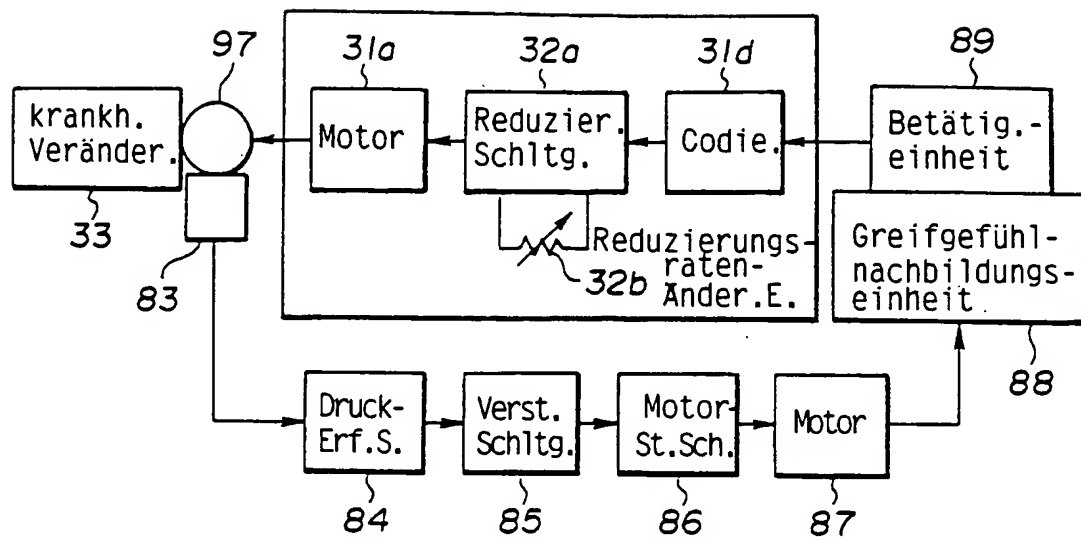 97
31a
32a
31d
89
krankh.
Veränder.
Motor
Reduzier.
Schltg.
Codie.
Betätig.-
einheit
33
83
32b
Reduzierungs-
raten-
Änder.E.
Greifgefühl-
nachbildungs-
einheit
88
Druck-
Erf.S.
Verst.
Schltg.
Motor-
St.Sch.
Motor
84
85
86
87